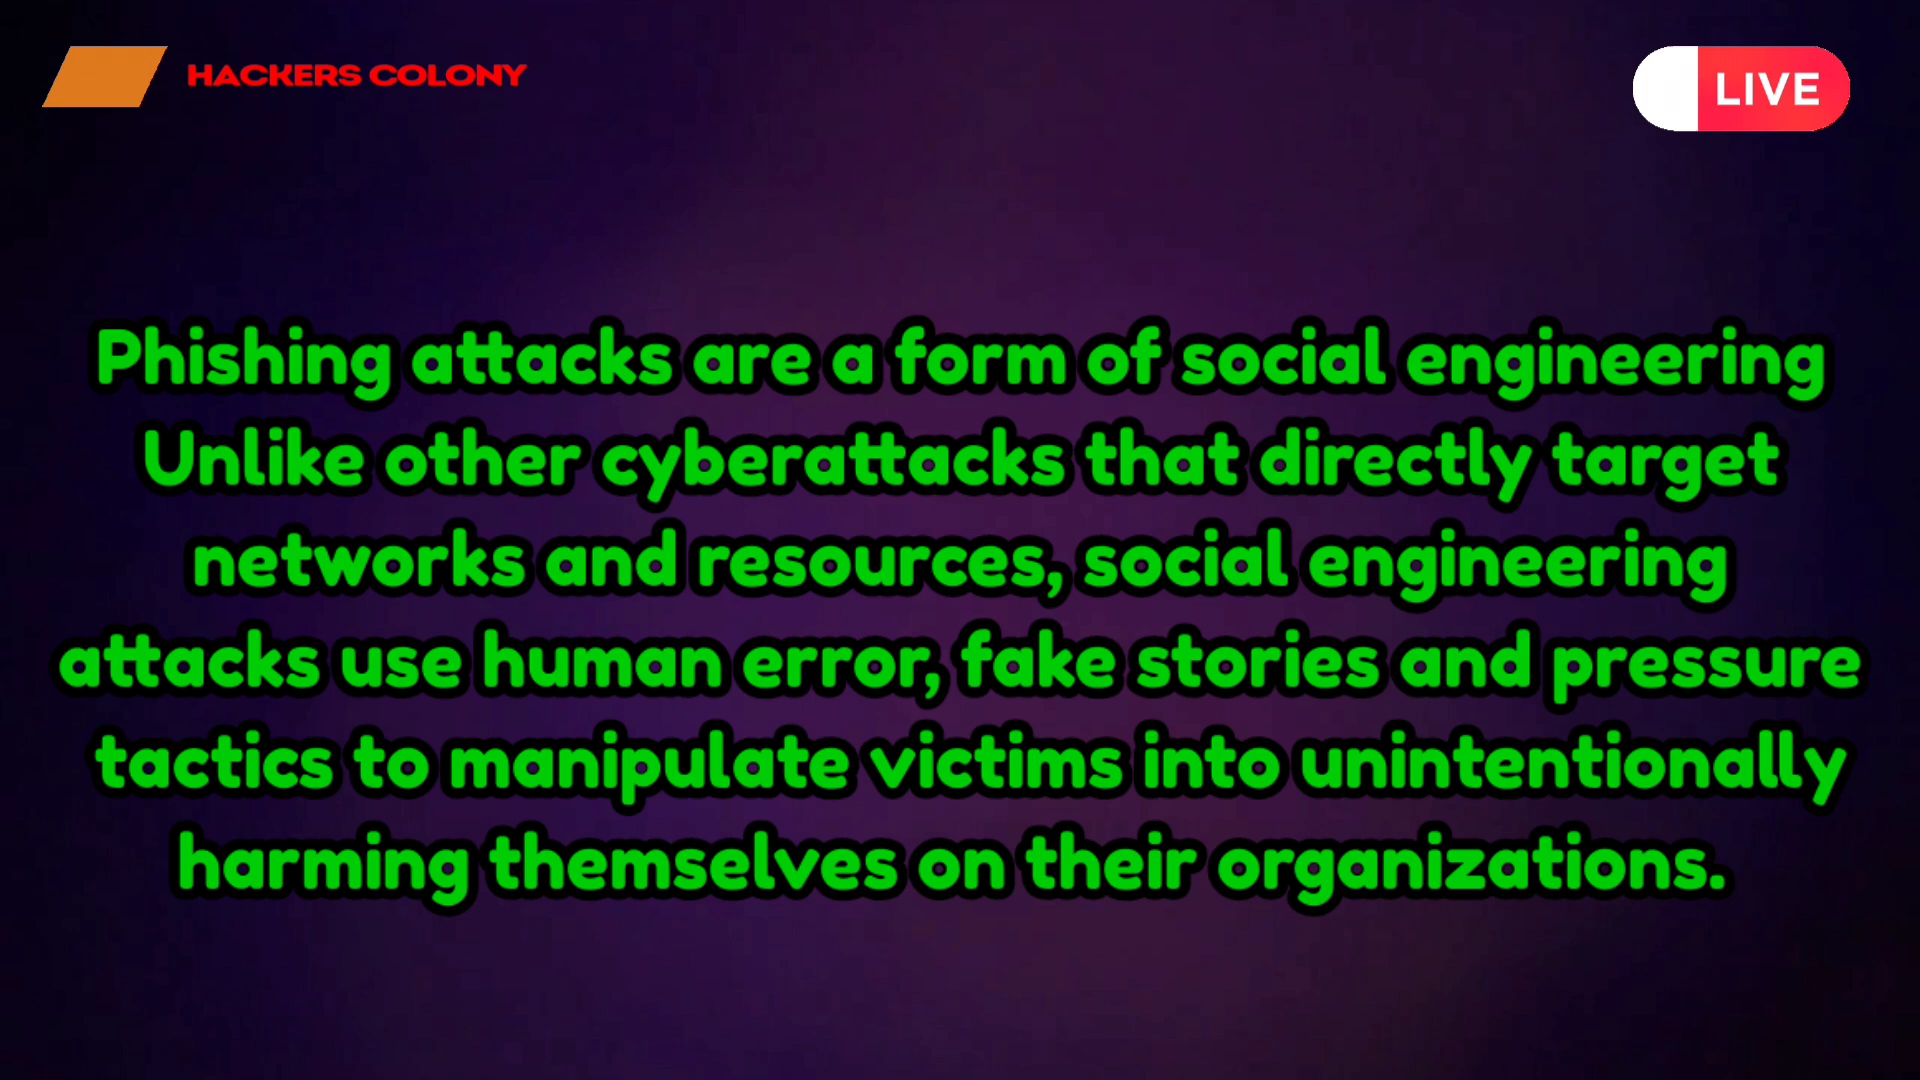 HACKERS COLONY
LIVE
Phishing attacks are a form of social engineering
Unlike other cyberattacks that directly target
networks and resources, social engineering
attacks use human error, fake stories and pressure
tactics to manipulate victims into unintentionally
harming themselves on their organizations.